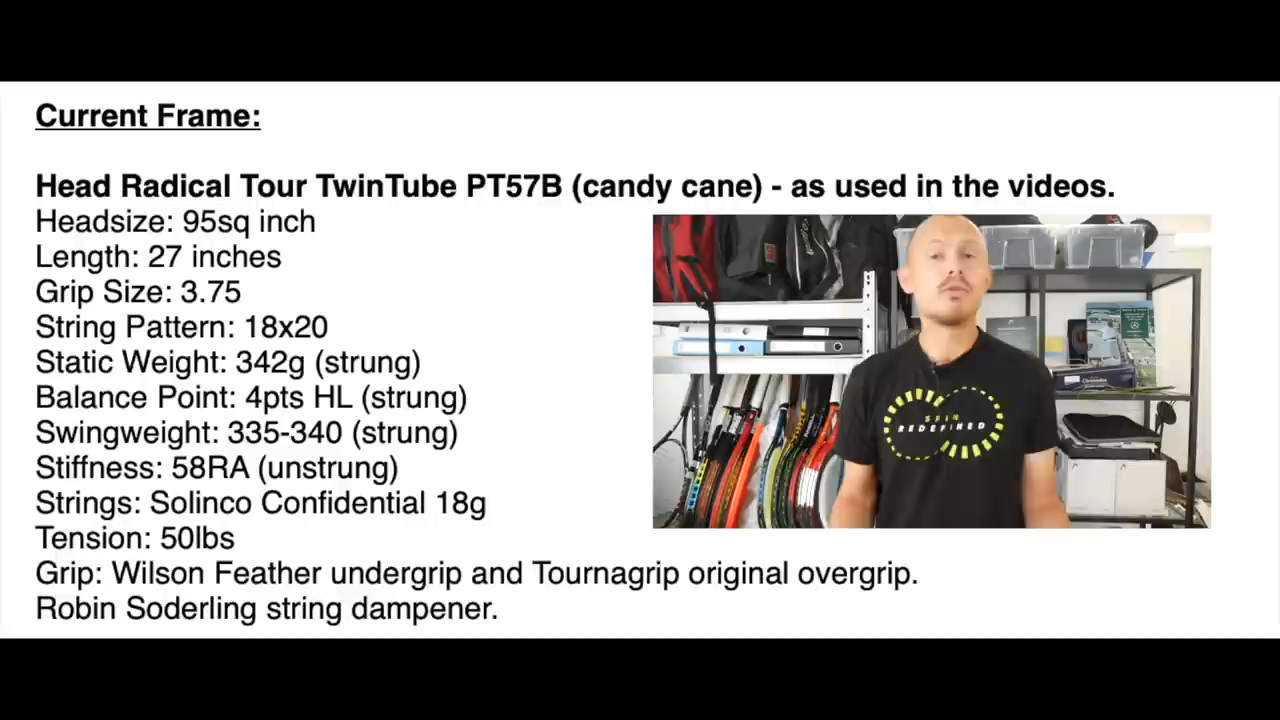 Current Frame:
Head Radical Tour TwinTube PT57B (candy cane) - as used in the videos.
Headsize: 95sq inch
Length: 27 inches
Grip Size: 3.75
String Pattern: 18x20
Static Weight: 342g (strung)
Balance Point: 4pts HL (strung)
Swingweight: 335-340 (strung)
Stiffness: 58RA (unstrung)
Strings: Solinco Confidential 18g
Tension: 50lbs
Grip: Wilson Feather undergrip and Tournagrip original overgrip.
Robin Soderling string dampener.
SPIN
REDEFINED